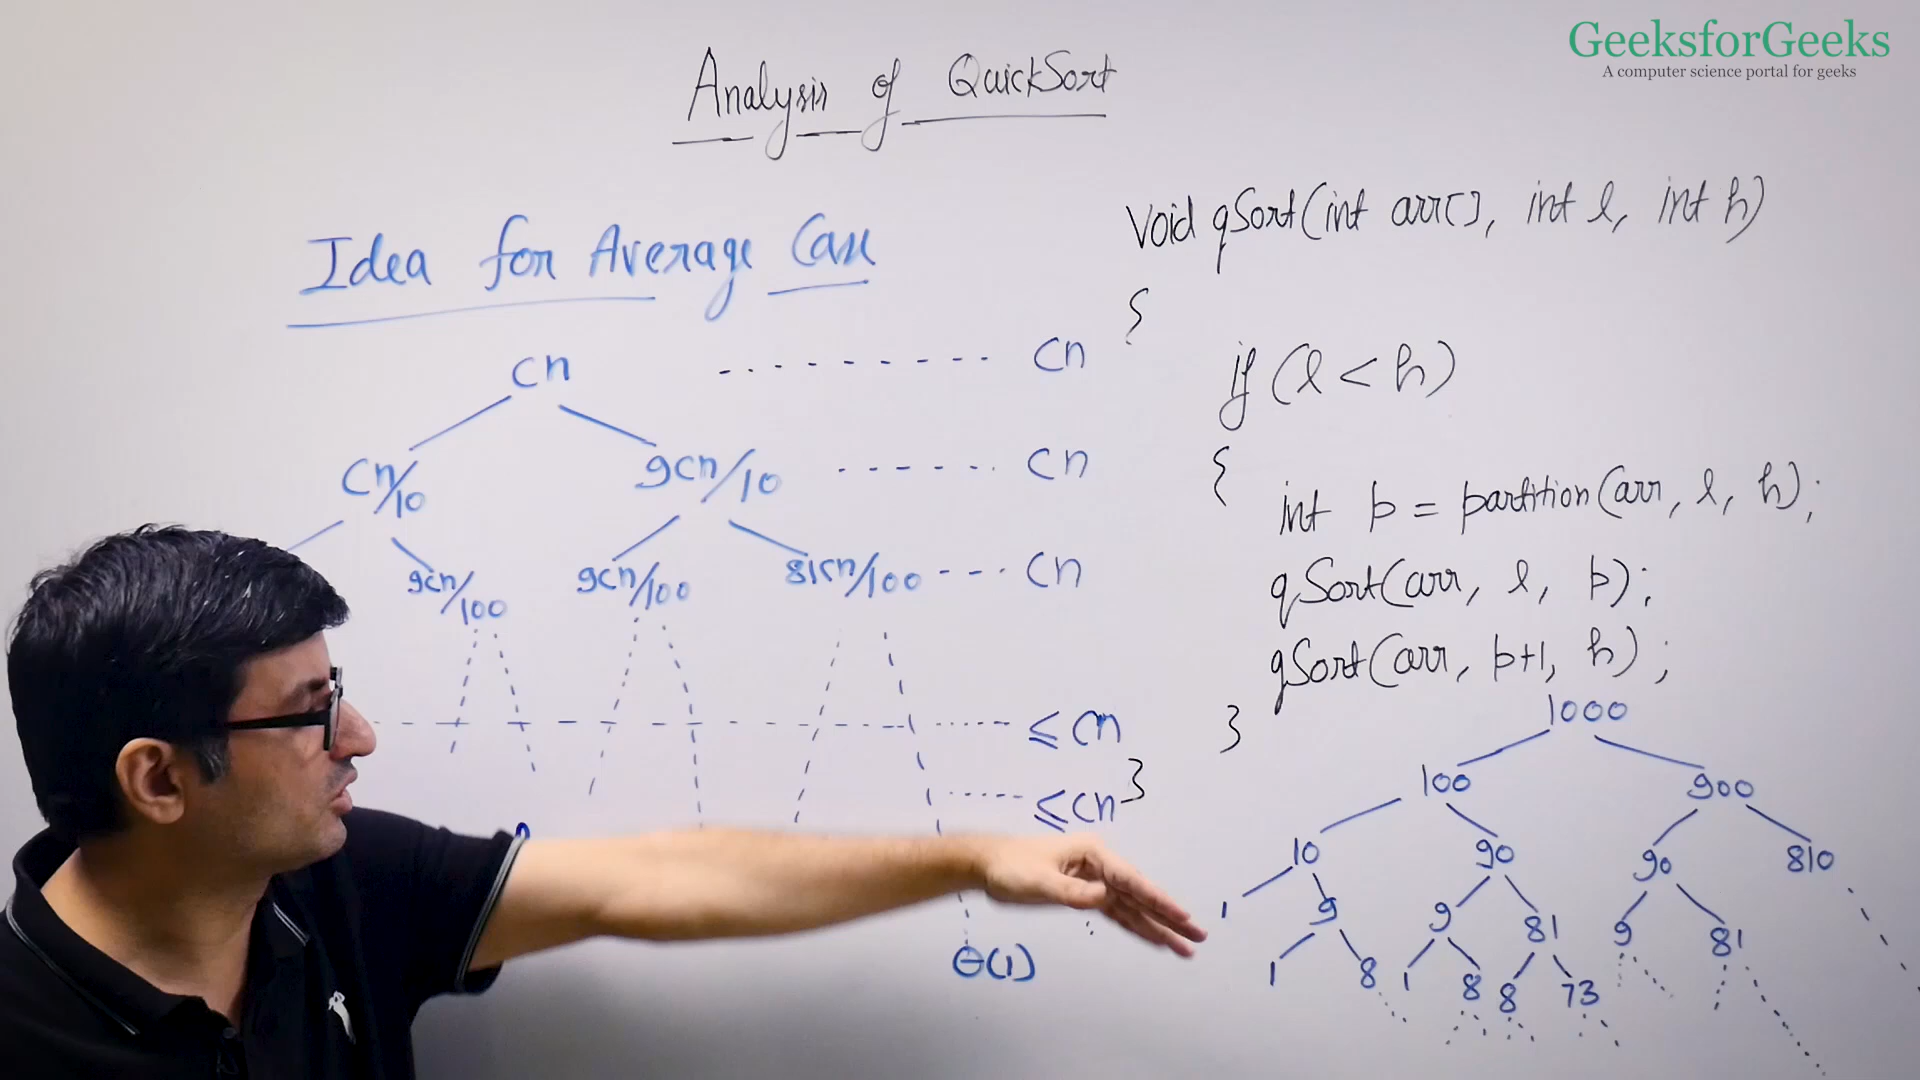 GeeksforGeeks
A computer science portal for geeks
Analysis of QuickSort
Idea for Average Case
cn - - - - - - - - - cn
cn/10 9cn/10 - - - - - - cn
9cn/100 9cn/100 81cn/100 - - - - - cn
≤ cn
≤ cn
Θ(1)
void qSort(int arr[], int l, int h)
{
if (l < h)
{
int p = partition(arr, l, h);
qSort(arr, l, p);
qSort(arr, p+1, h);
}
}
1000
100 900
10 90 90 810
1 9 9 81 9 81
1 8 1 8 8 73